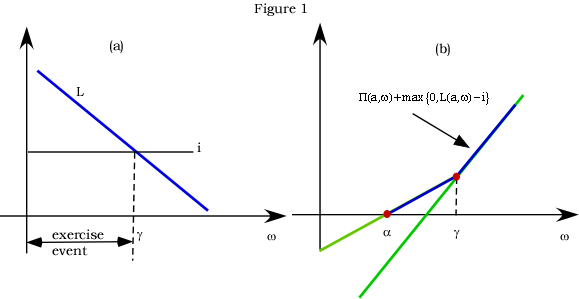 Figure 1
(a)
L
i
exercise
event
γ
ω
(b)
Π(a,ω)+max{0,L(a,ω)−i}
α
γ
ω